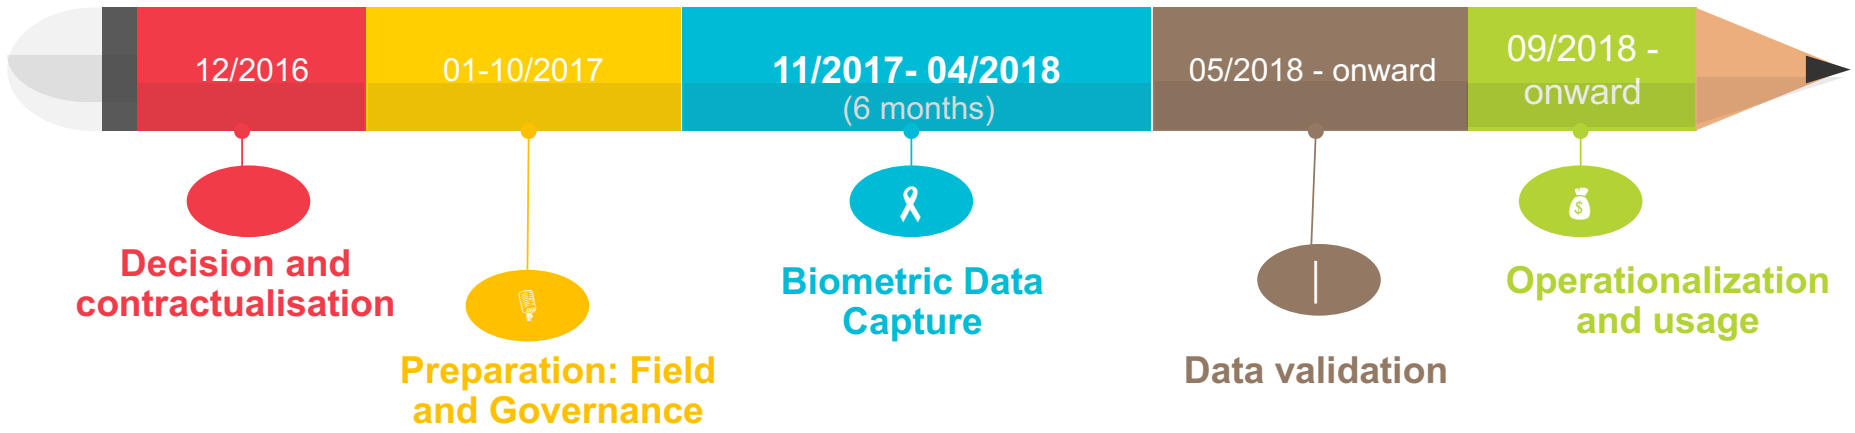 12/2016
01-10/2017
11/2017- 04/2018
(6 months)
05/2018 - onward
09/2018 -
onward
Decision and
contractualisation
Preparation: Field
and Governance
Biometric Data
Capture
Data validation
$
Operationalization
and usage